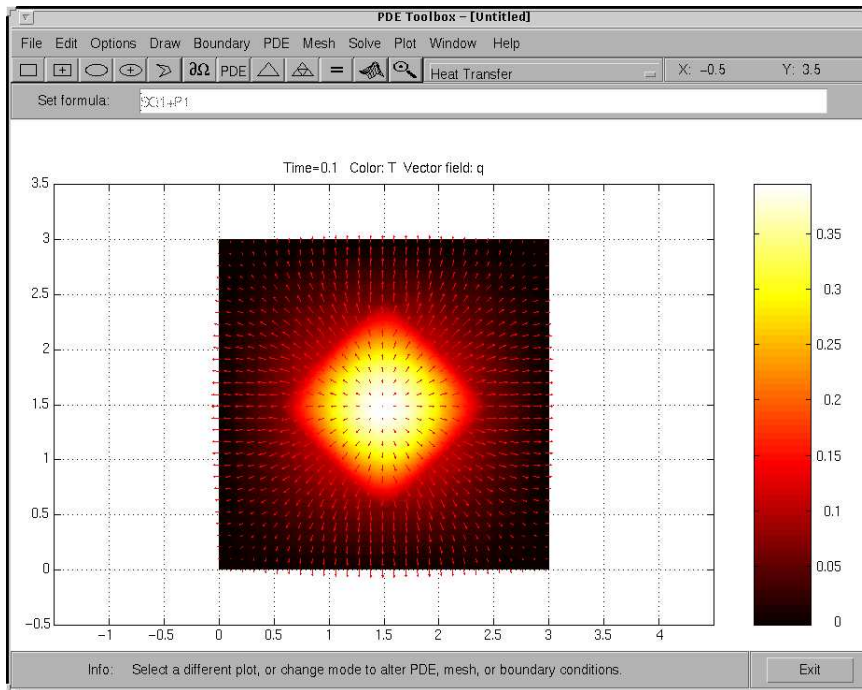 PDE Toolbox – [Untitled]
File Edit Options Draw Boundary PDE Mesh Solve Plot Window Help
∂Ω PDE = Heat Transfer X: −0.5 Y: 3.5
Set formula: SQ1+P1
Time=0.1 Color: T Vector field: q
3.5
3
2.5
2
1.5
1
0.5
0
−0.5
−1 −0.5 0 0.5 1 1.5 2 2.5 3 3.5 4
0.35
0.3
0.25
0.2
0.15
0.1
0.05
0
Info: Select a different plot, or change mode to alter PDE, mesh, or boundary conditions.
Exit